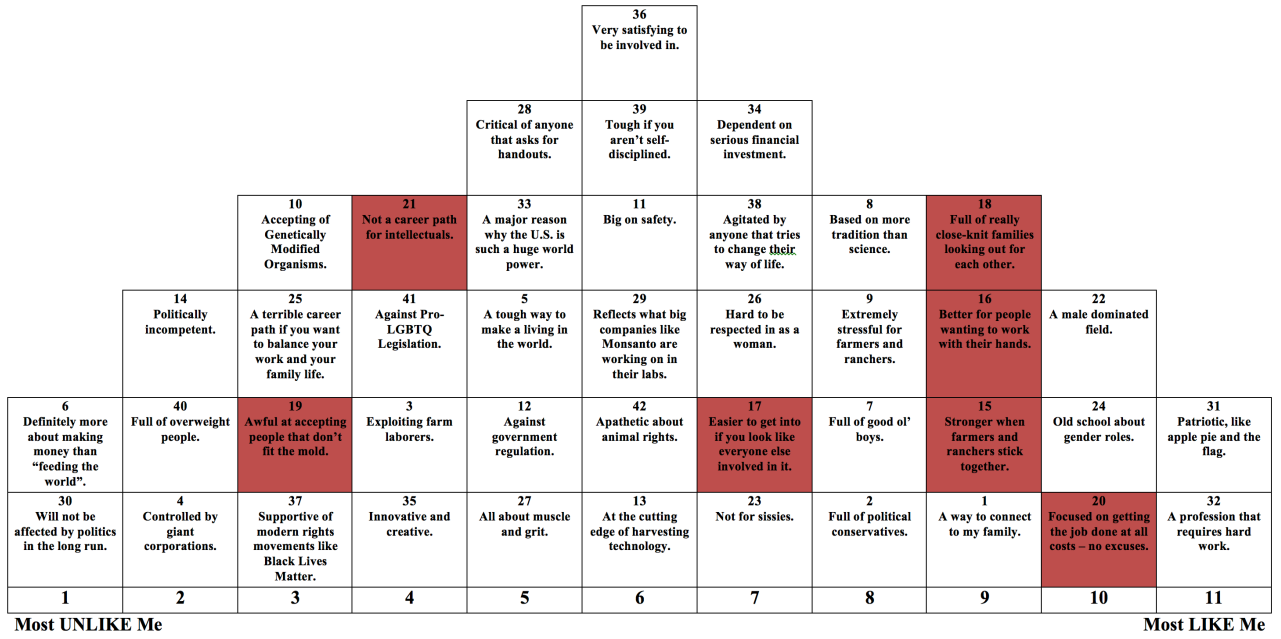 36
Very satisfying to
be involved in.
28
Critical of anyone
that asks for
handouts.
39
Tough if you
aren't self-
disciplined.
34
Dependent on
serious financial
investment.
10
Accepting of
Genetically
Modified
Organisms.
21
Not a career path
for intellectuals.
33
A major reason
why the U.S. is
such a huge world
power.
11
Big on safety.
38
Agitated by
anyone that tries
to change their
way of life.
8
Based on more
tradition than
science.
18
Full of really
close-knit families
looking out for
each other.
14
Politically
incompetent.
25
A terrible career
path if you want
to balance your
work and your
family life.
41
Against Pro-
LGBTQ
Legislation.
5
A tough way to
make a living in
the world.
29
Reflects what big
companies like
Monsanto are
working on in
their labs.
26
Hard to be
respected in as a
woman.
9
Extremely
stressful for
farmers and
ranchers.
16
Better for people
wanting to work
with their hands.
22
A male dominated
field.
6
Definitely more
about making
money than
“feeding the
world”.
40
Full of overweight
people.
19
Awful at accepting
people that don't
fit the mold.
3
Exploiting farm
laborers.
12
Against
government
regulation.
42
Apathetic about
animal rights.
17
Easier to get into
if you look like
everyone else
involved in it.
7
Full of good ol'
boys.
15
Stronger when
farmers and
ranchers stick
together.
24
Old school about
gender roles.
31
Patriotic, like
apple pie and the
flag.
30
Will not be
affected by politics
in the long run.
4
Controlled by
giant
corporations.
37
Supportive of
modern rights
movements like
Black Lives
Matter.
35
Innovative and
creative.
27
All about muscle
and grit.
13
At the cutting
edge of harvesting
technology.
23
Not for sissies.
2
Full of political
conservatives.
1
A way to connect
to my family.
20
Focused on getting
the job done at all
costs – no excuses.
32
A profession that
requires hard
work.
1 2 3 4 5 6 7 8 9 10 11
Most UNLIKE Me Most LIKE Me